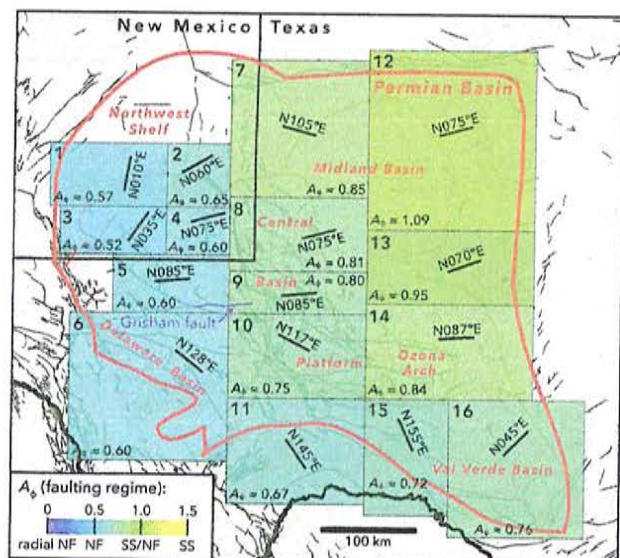 New Mexico Texas
Northwest
Shelf
Permian Basin
Midland Basin
Central
Basin
Platform
Delaware Basin
Grisham fault
Ozona
Arch
Val Verde Basin
1
N010°E
Aϕ ≈ 0.57
2
N060°E
Aϕ ≈ 0.65
3
N035°E
Aϕ ≈ 0.52
4
N075°E
Aϕ ≈ 0.60
5
N085°E
Aϕ ≈ 0.60
6
N128°E
Aϕ ≈ 0.60
7
N105°E
Aϕ ≈ 0.85
8
N075°E
Aϕ ≈ 0.81
9
Aϕ ≈ 0.80
N085°E
10
N117°E
Aϕ ≈ 0.75
11
N145°E
Aϕ ≈ 0.67
12
N075°E
Aϕ ≈ 1.09
13
N070°E
Aϕ ≈ 0.95
14
N087°E
Aϕ ≈ 0.84
15
N155°E
Aϕ ≈ 0.72
16
N045°E
Aϕ ≈ 0.76
Aϕ (faulting regime):
0 0.5 1.0 1.5
radial NF NF SS/NF SS
100 km